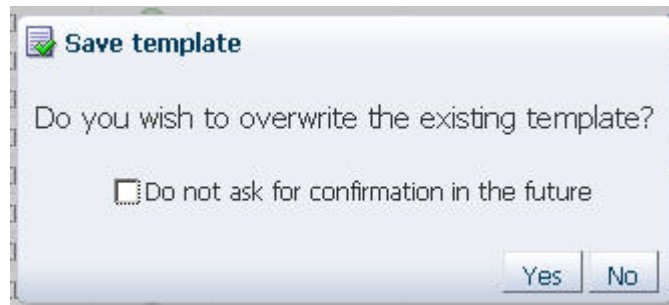 Save template
Do you wish to overwrite the existing template?
Do not ask for confirmation in the future
Yes No